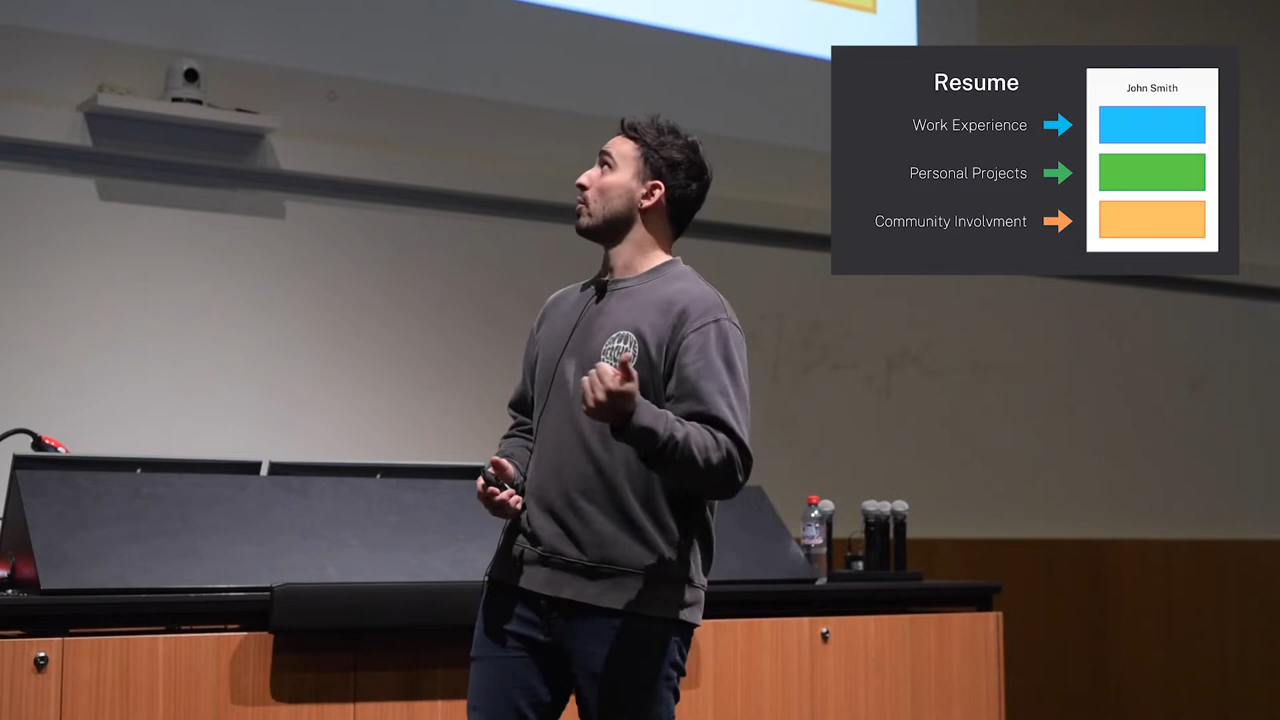 Resume
John Smith
Work Experience
Personal Projects
Community Involvment